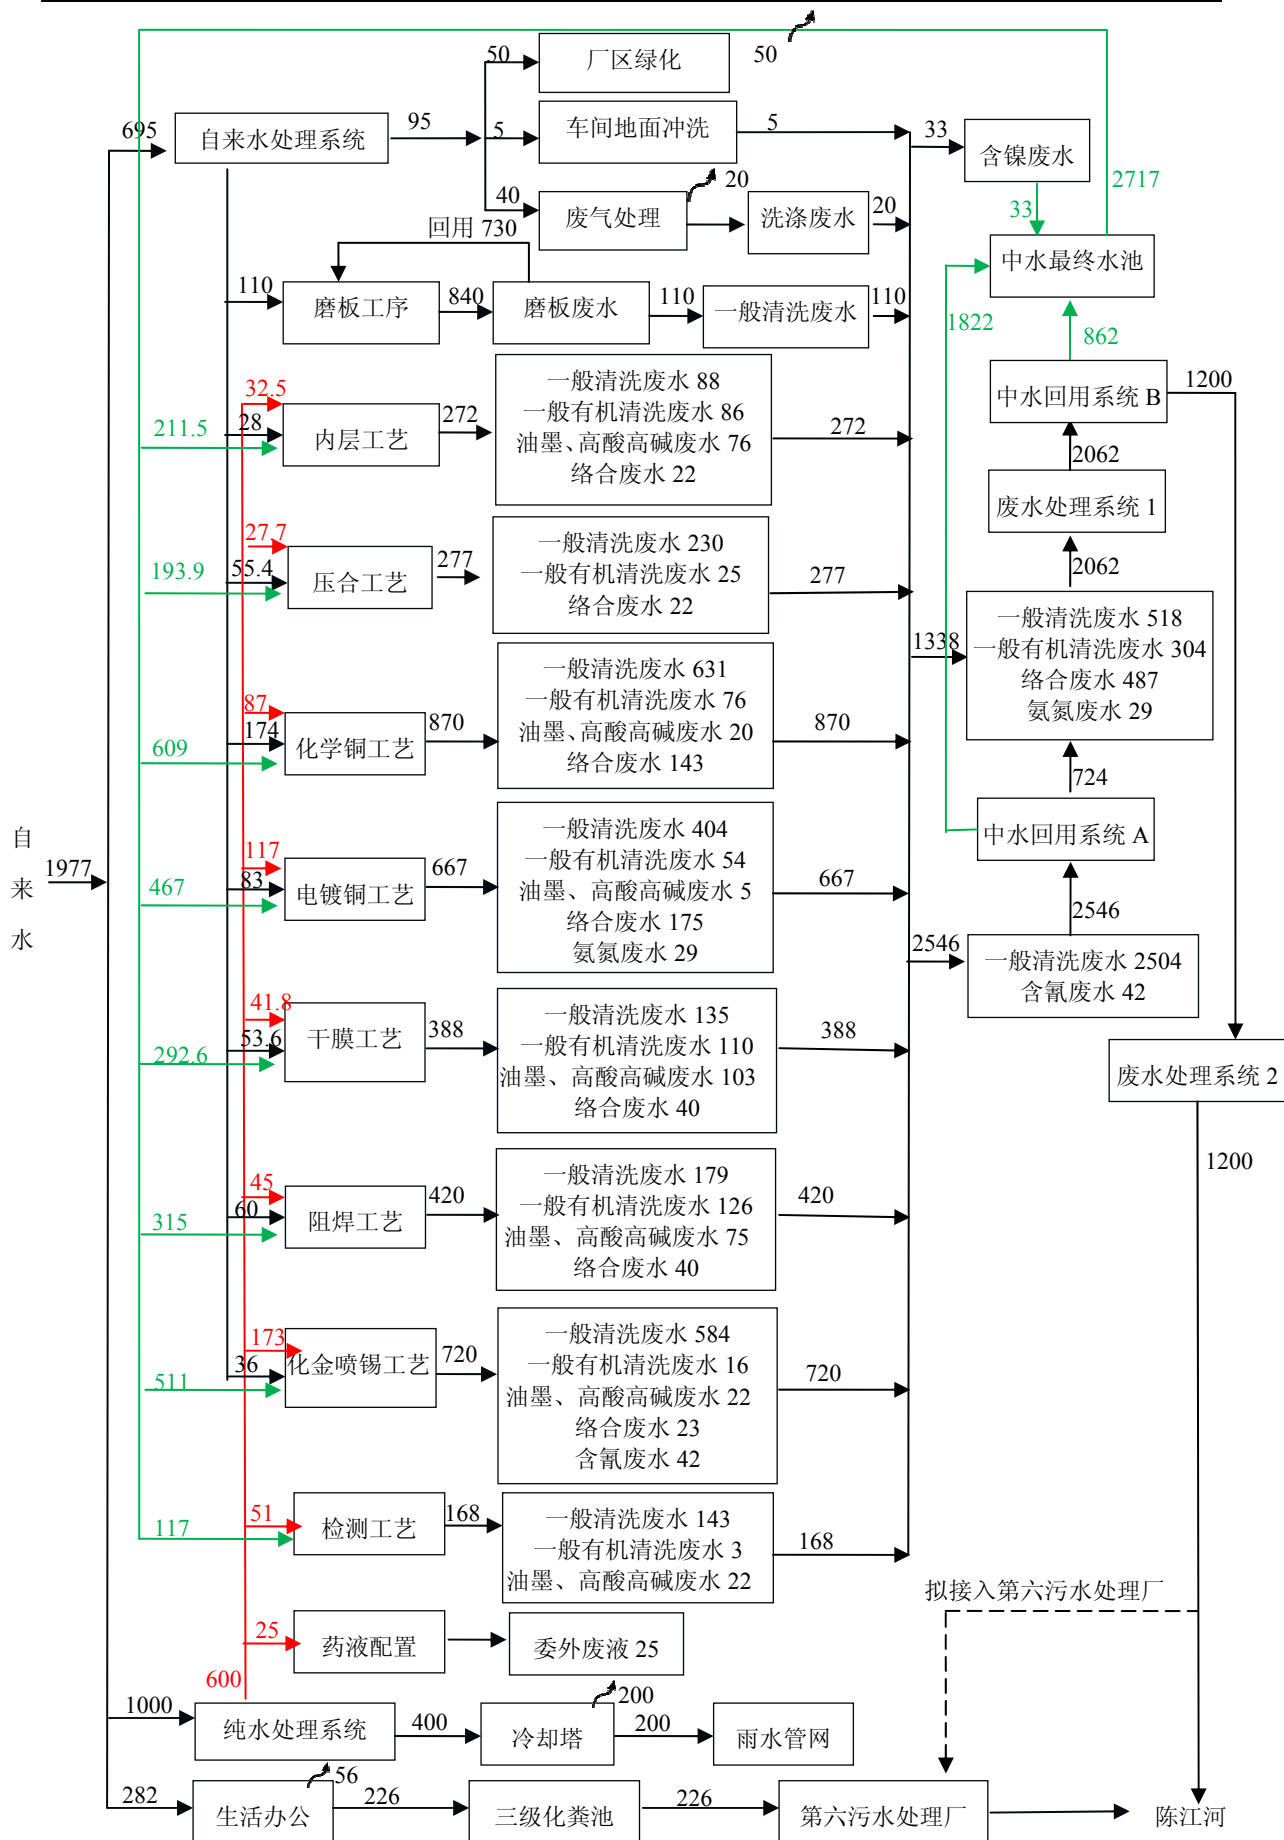 50
厂区绿化
50
695
自来水处理系统
95
5
车间地面冲洗
5
33
含镍废水
2717
40
废气处理
20
洗涤废水
20
33
回用 730
中水最终水池
110
磨板工序
840
磨板废水
110
一般清洗废水
110
1822
862
32.5
211.5
28
内层工艺
272
一般清洗废水 88
一般有机清洗废水 86
油墨、高酸高碱废水 76
络合废水 22
272
中水回用系统 B
1200
2062
废水处理系统 1
27.7
193.9
55.4
压合工艺
277
一般清洗废水 230
一般有机清洗废水 25
络合废水 22
277
2062
1338
一般清洗废水 518
一般有机清洗废水 304
络合废水 487
氨氮废水 29
87
174
609
化学铜工艺
870
一般清洗废水 631
一般有机清洗废水 76
油墨、高酸高碱废水 20
络合废水 143
870
724
中水回用系统 A
自来水
1977
117
83
467
电镀铜工艺
667
一般清洗废水 404
一般有机清洗废水 54
油墨、高酸高碱废水 5
络合废水 175
氨氮废水 29
667
2546
2546
一般清洗废水 2504
含氰废水 42
41.8
53.6
292.6
干膜工艺
388
一般清洗废水 135
一般有机清洗废水 110
油墨、高酸高碱废水 103
络合废水 40
388
废水处理系统 2
1200
45
60
315
阻焊工艺
420
一般清洗废水 179
一般有机清洗废水 126
油墨、高酸高碱废水 75
络合废水 40
420
173
36
511
化金喷锡工艺
720
一般清洗废水 584
一般有机清洗废水 16
油墨、高酸高碱废水 22
络合废水 23
含氰废水 42
720
51
117
检测工艺
168
一般清洗废水 143
一般有机清洗废水 3
油墨、高酸高碱废水 22
168
拟接入第六污水处理厂
25
药液配置
委外废液 25
600
1000
纯水处理系统
400
冷却塔
200
200
雨水管网
282
生活办公
56
226
三级化粪池
226
第六污水处理厂
陈江河